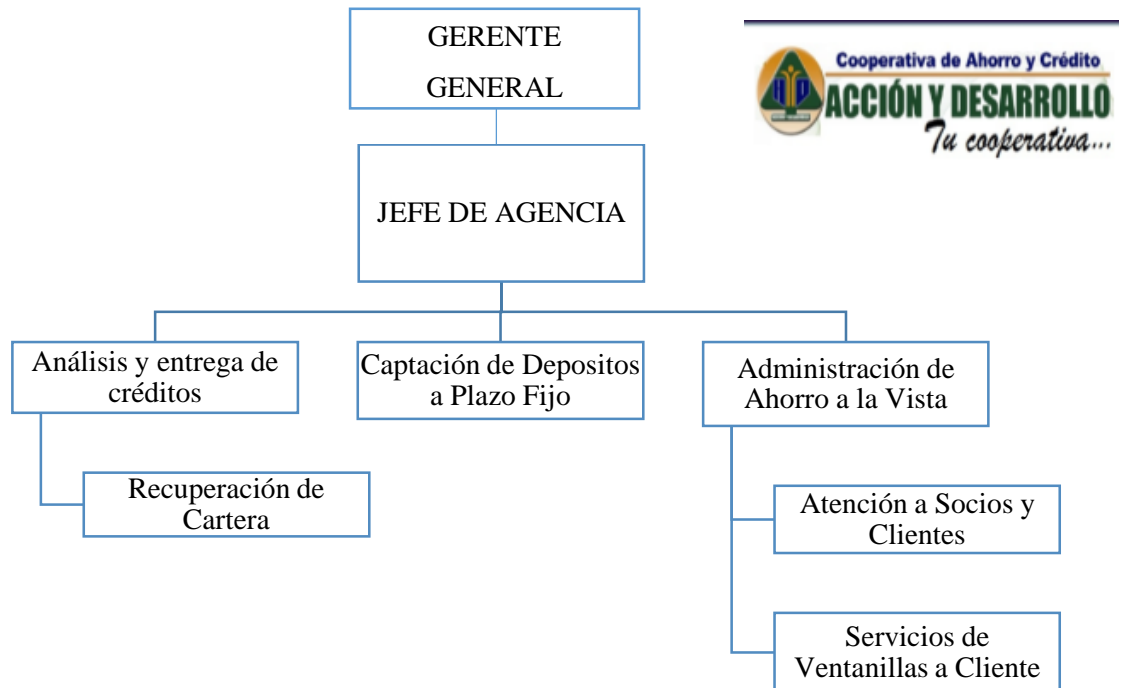 GERENTE
GENERAL
Cooperativa de Ahorro y Crédito
ACCIÓN Y DESARROLLO
Tu cooperativa...
JEFE DE AGENCIA
Análisis y entrega de
créditos
Captación de Depositos
a Plazo Fijo
Administración de
Ahorro a la Vista
Recuperación de
Cartera
Atención a Socios y
Clientes
Servicios de
Ventanillas a Cliente